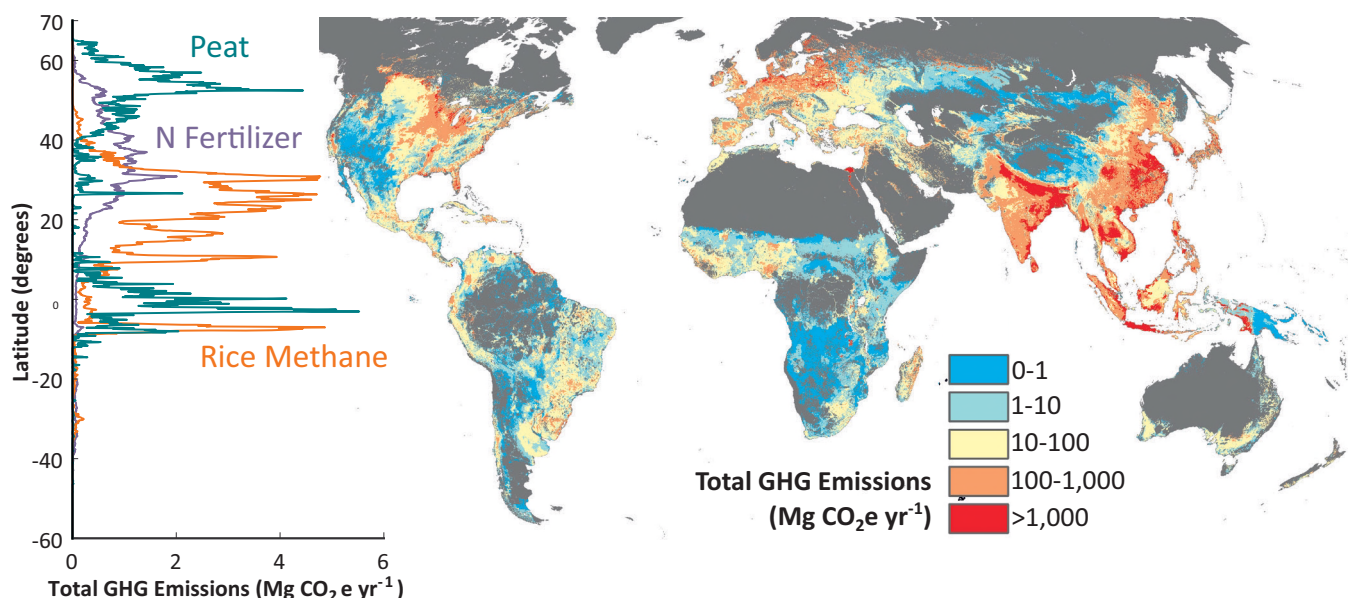 70
60
40
20
0
-20
-40
-60
Latitude (degrees)
Peat
N Fertilizer
Rice Methane
0 2 4 6
Total GHG Emissions (Mg CO₂ e yr⁻¹)
Total GHG Emissions
(Mg CO₂e yr⁻¹)
0-1
1-10
10-100
100-1,000
>1,000